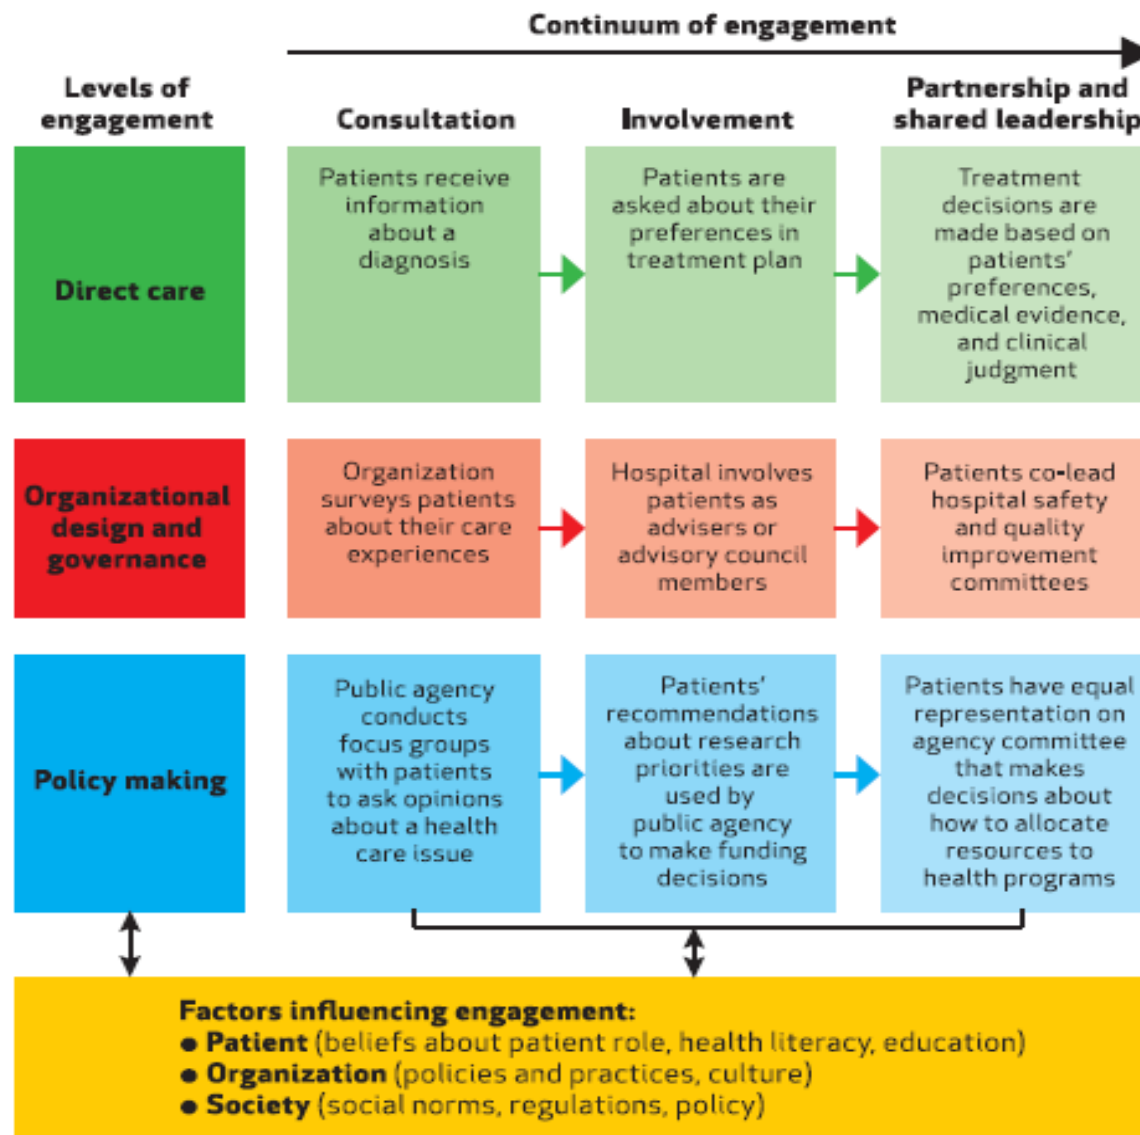 Continuum of engagement
Levels of
engagement
Consultation
Involvement
Partnership and
shared leadership
Direct care
Patients receive
information
about a
diagnosis
Patients are
asked about their
preferences in
treatment plan
Treatment
decisions are
made based on
patients'
preferences,
medical evidence,
and clinical
judgment
Organizational
design and
governance
Organization
surveys patients
about their care
experiences
Hospital involves
patients as
advisers or
advisory council
members
Patients co-lead
hospital safety
and quality
improvement
committees
Policy making
Public agency
conducts
focus groups
with patients
to ask opinions
about a health
care issue
Patients'
recommendations
about research
priorities are
used by
public agency
to make funding
decisions
Patients have equal
representation on
agency committee
that makes
decisions about
how to allocate
resources to
health programs
Factors influencing engagement:
● Patient (beliefs about patient role, health literacy, education)
● Organization (policies and practices, culture)
● Society (social norms, regulations, policy)